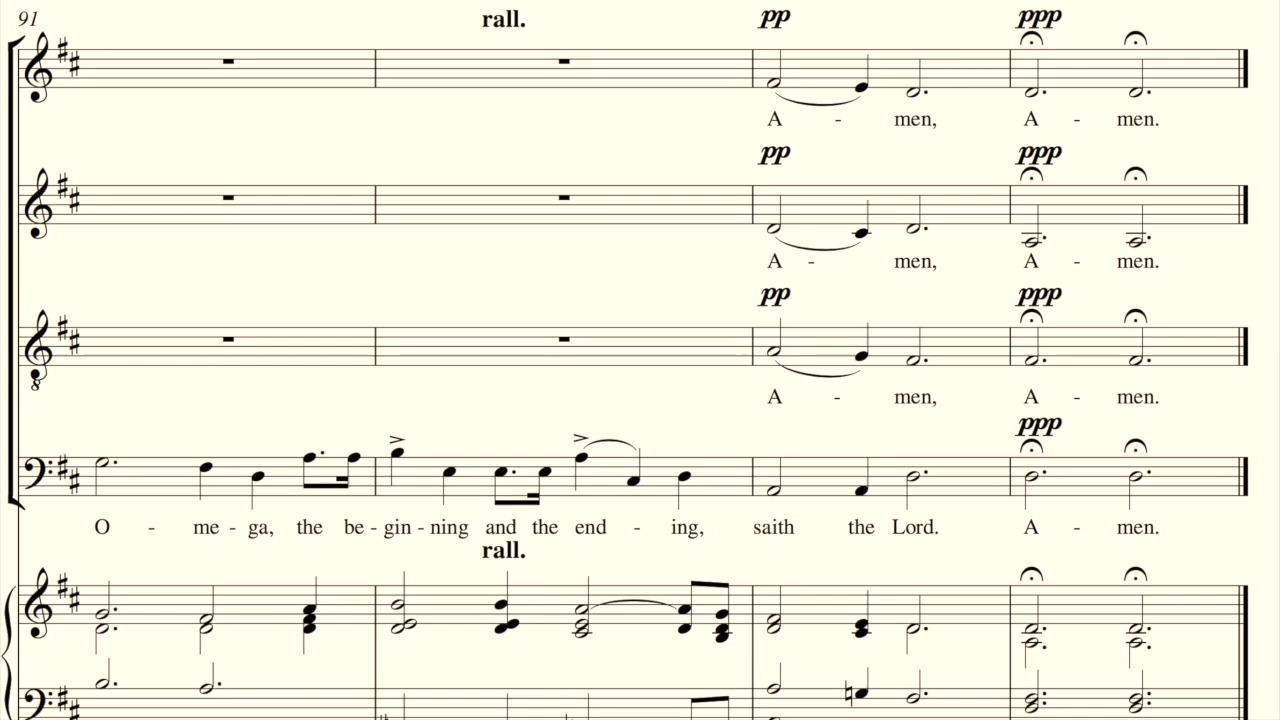 91
rall.
pp ppp
A - men, A - men.
pp ppp
A - men, A - men.
pp ppp
8
A - men, A - men.
ppp
O - me - ga, the be - gin - ning and the end - ing, saith the Lord. A - men.
rall.